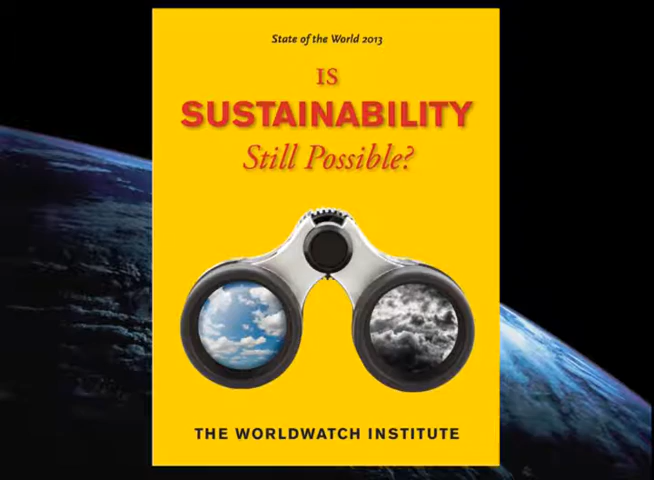 State of the World 2013
IS
SUSTAINABILITY
Still Possible?
THE WORLDWATCH INSTITUTE